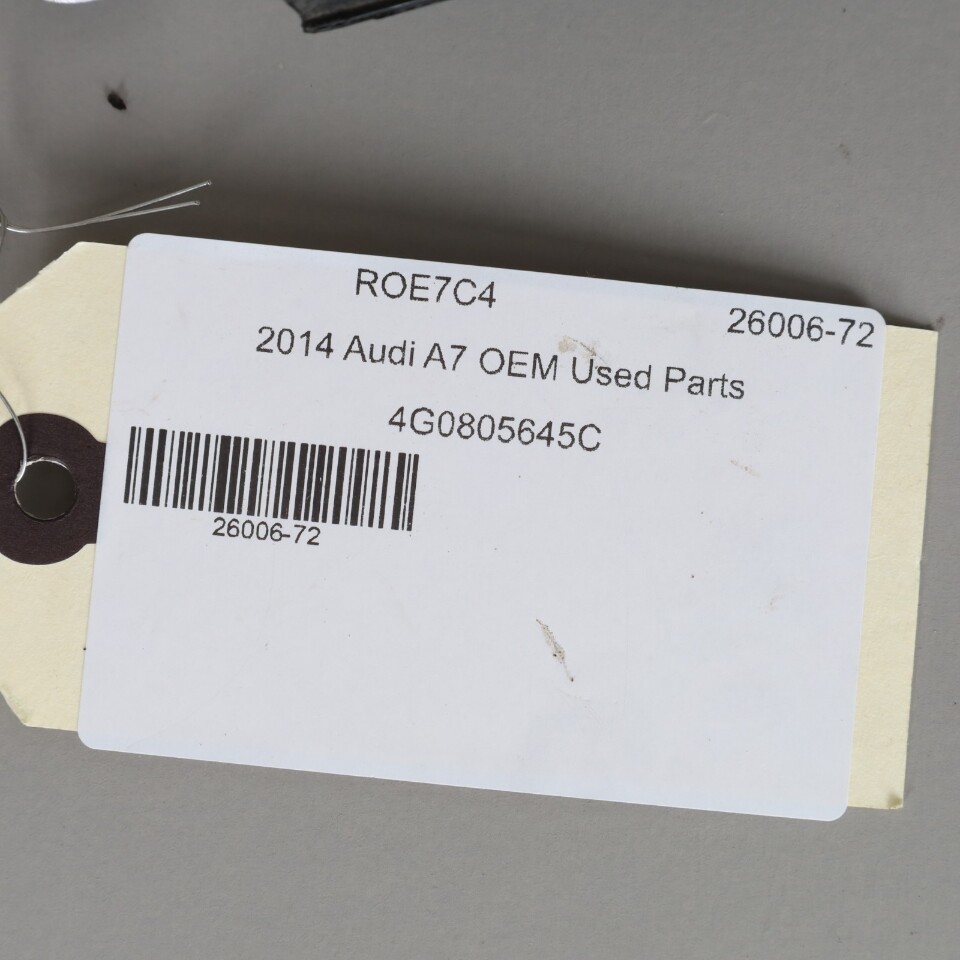 ROE7C4
26006-72
2014 Audi A7 OEM Used Parts
4G0805645C
26006-72